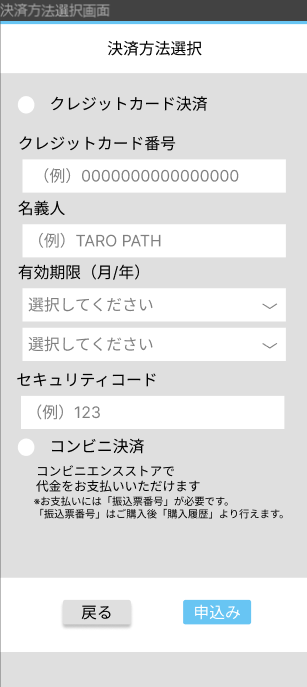 決済方法選択画面
決済方法選択
クレジットカード決済
クレジットカード番号
（例）0000000000000000
名義人
（例）TARO PATH
有効期限（月/年）
選択してください
選択してください
セキュリティコード
（例）123
コンビニ決済
コンビニエンスストアで
代金をお支払いいただけます
※お支払いには「振込票番号」が必要です。
「振込票番号」はご購入後「購入履歴」より行えます。
戻る
申込み